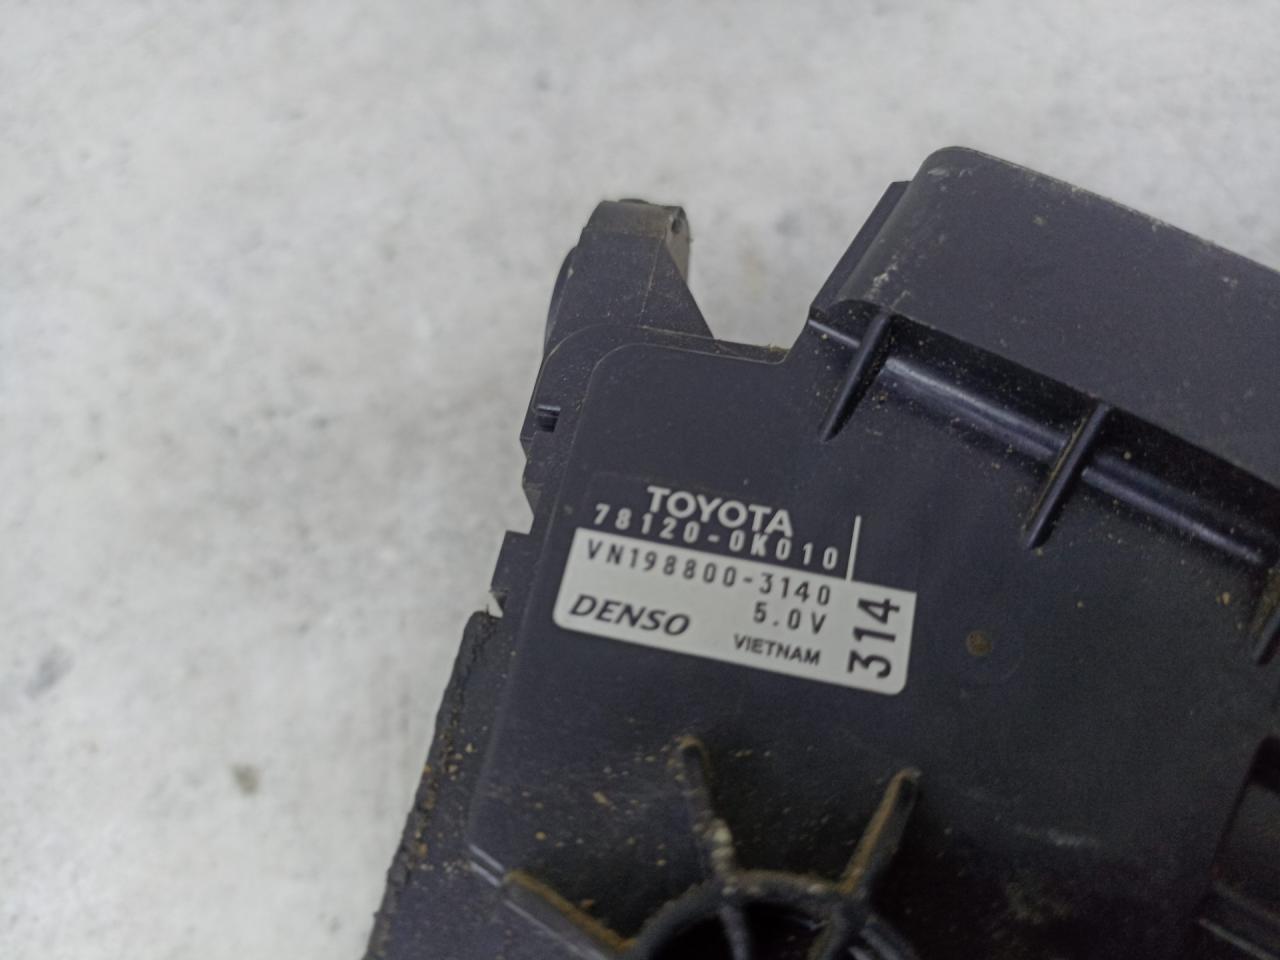 TOYOTA
78120-0K010
VN198800-3140
5.0V
DENSO
VIETNAM
314